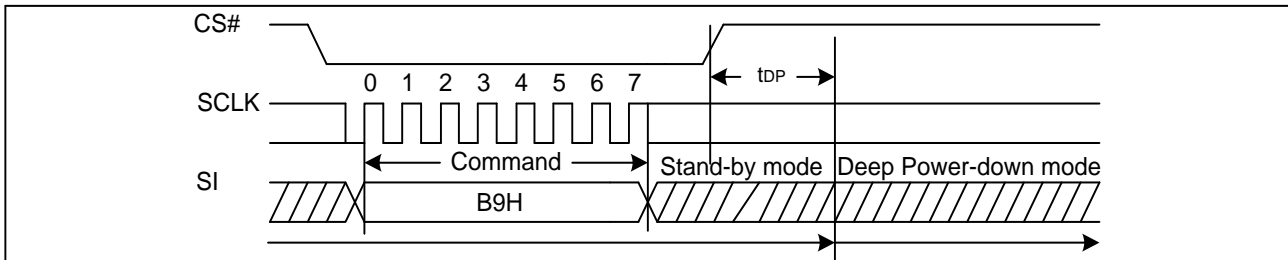 CS#
tDP
0 1 2 3 4 5 6 7
SCLK
Command
Stand-by mode Deep Power-down mode
SI
B9H